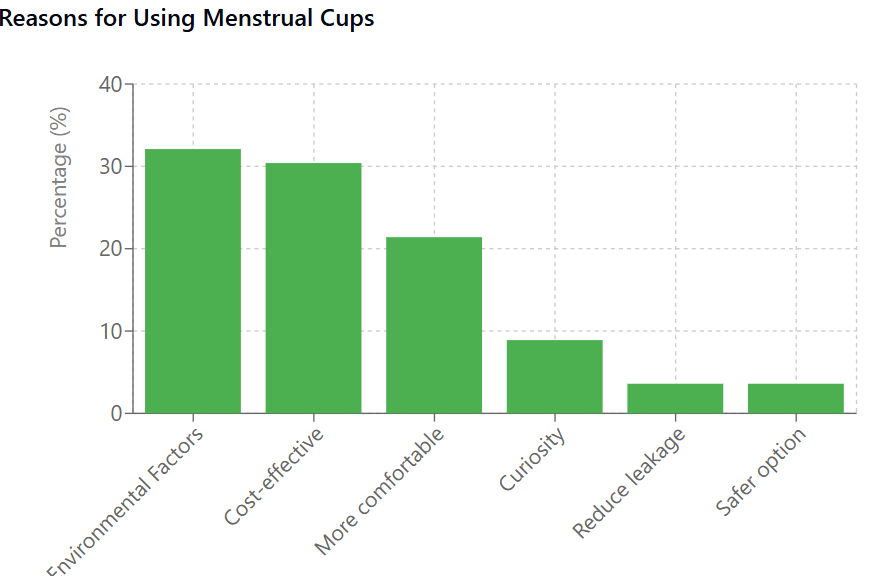 Reasons for Using Menstrual Cups
Percentage (%)
40
30
20
10
0
Environmental Factors
Cost-effective
More comfortable
Curiosity
Reduce leakage
Safer option